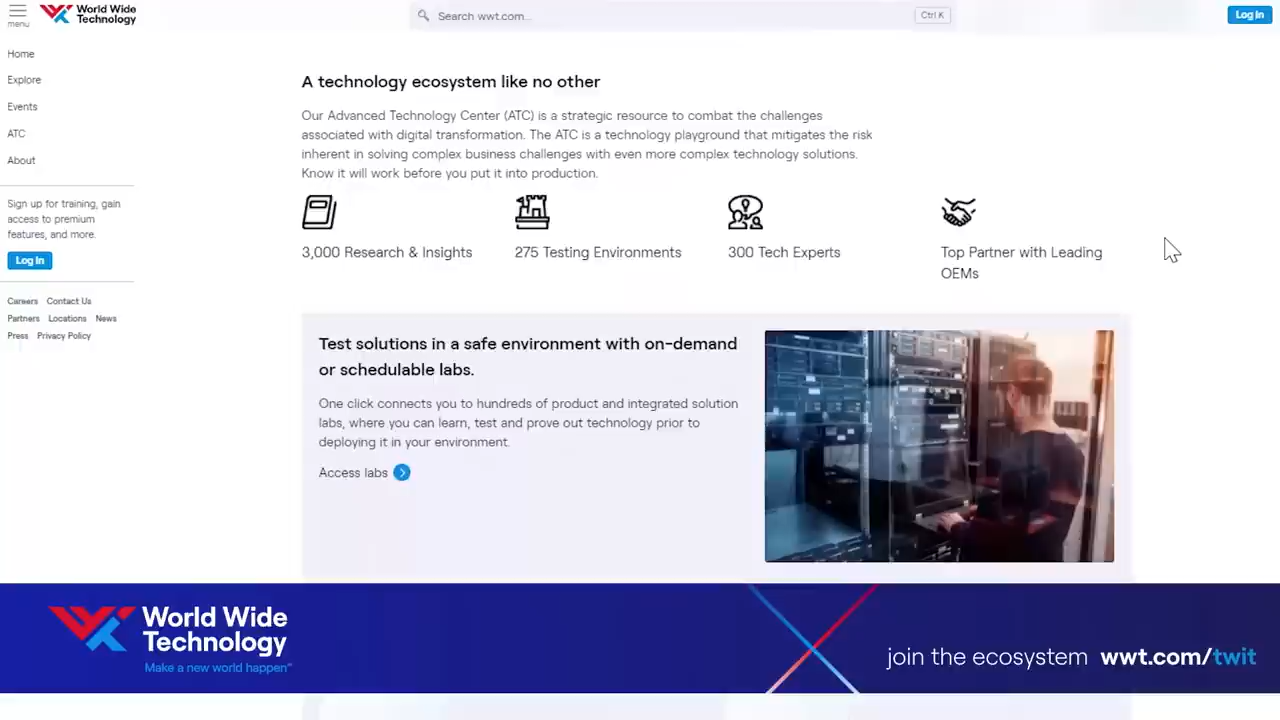 menu
World Wide
Technology
Search wwt.com...
Ctrl K
Log In
Home
Explore
Events
ATC
About
Sign up for training, gain
access to premium
features, and more.
Log In
Careers Contact Us
Partners Locations News
Press Privacy Policy
A technology ecosystem like no other
Our Advanced Technology Center (ATC) is a strategic resource to combat the challenges
associated with digital transformation. The ATC is a technology playground that mitigates the risk
inherent in solving complex business challenges with even more complex technology solutions.
Know it will work before you put it into production.
3,000 Research & Insights
275 Testing Environments
300 Tech Experts
Top Partner with Leading
OEMs
Test solutions in a safe environment with on-demand
or schedulable labs.
One click connects you to hundreds of product and integrated solution
labs, where you can learn, test and prove out technology prior to
deploying it in your environment.
Access labs
World Wide
Technology
Make a new world happen℠
join the ecosystem wwt.com/twit